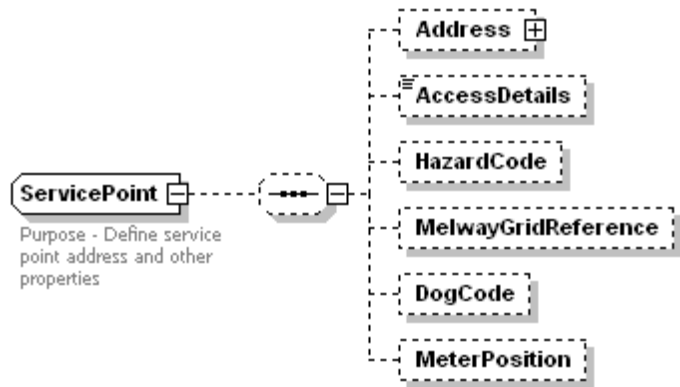 Address
AccessDetails
HazardCode
ServicePoint
Purpose - Define service
point address and other
properties
MelwayGridReference
DogCode
MeterPosition